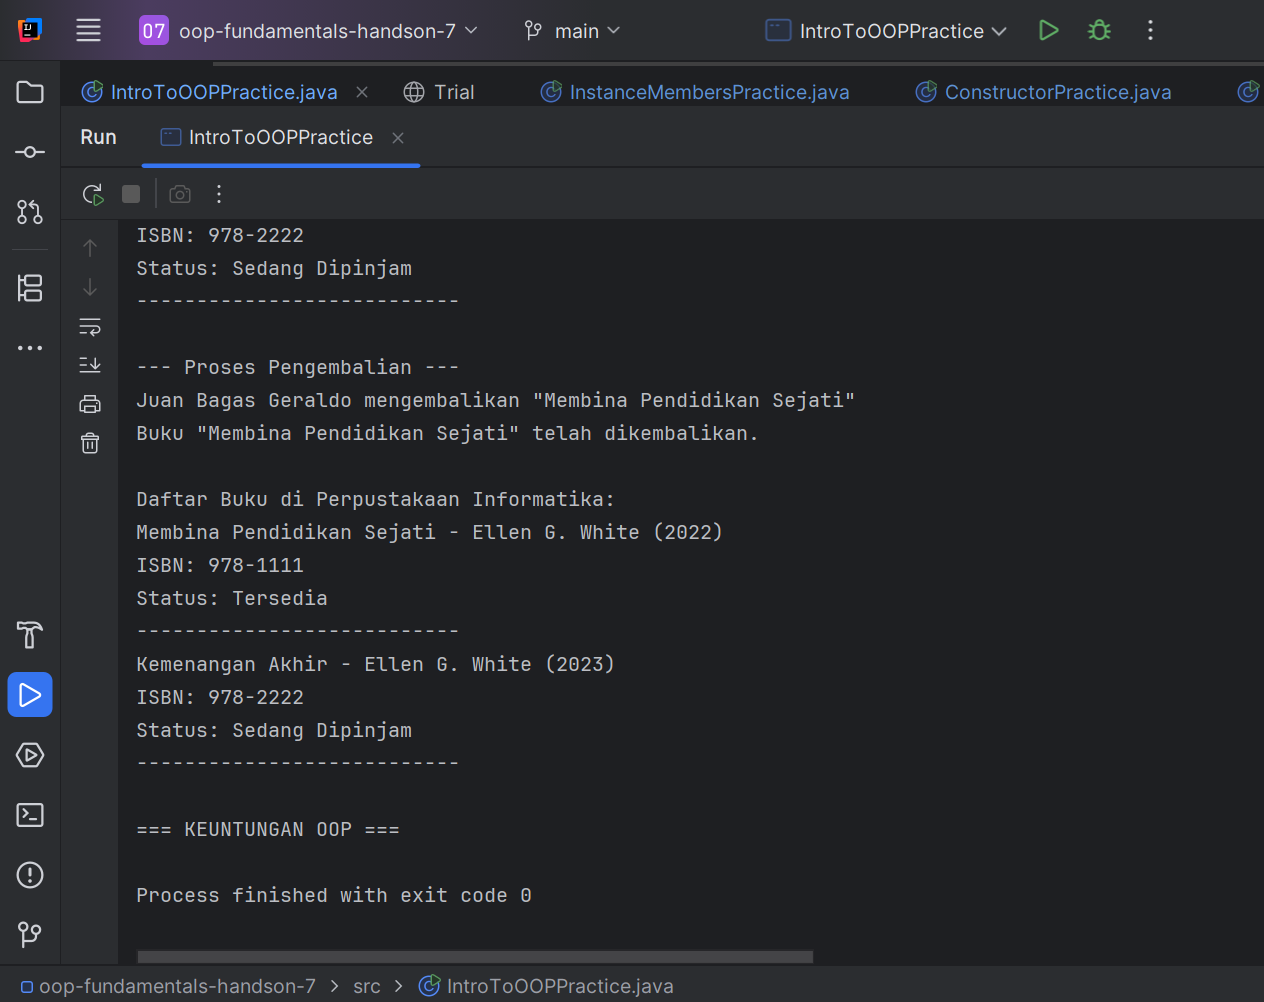 07 oop-fundamentals-handson-7 main IntroToOOPPractice
IntroToOOPPractice.java Trial InstanceMembersPractice.java ConstructorPractice.java
Run IntroToOOPPractice
ISBN: 978-2222
Status: Sedang Dipinjam
---------------------------
--- Proses Pengembalian ---
Juan Bagas Geraldo mengembalikan "Membina Pendidikan Sejati"
Buku "Membina Pendidikan Sejati" telah dikembalikan.
Daftar Buku di Perpustakaan Informatika:
Membina Pendidikan Sejati - Ellen G. White (2022)
ISBN: 978-1111
Status: Tersedia
---------------------------
Kemenangan Akhir - Ellen G. White (2023)
ISBN: 978-2222
Status: Sedang Dipinjam
---------------------------
=== KEUNTUNGAN OOP ===
Process finished with exit code 0
oop-fundamentals-handson-7 > src > IntroToOOPPractice.java